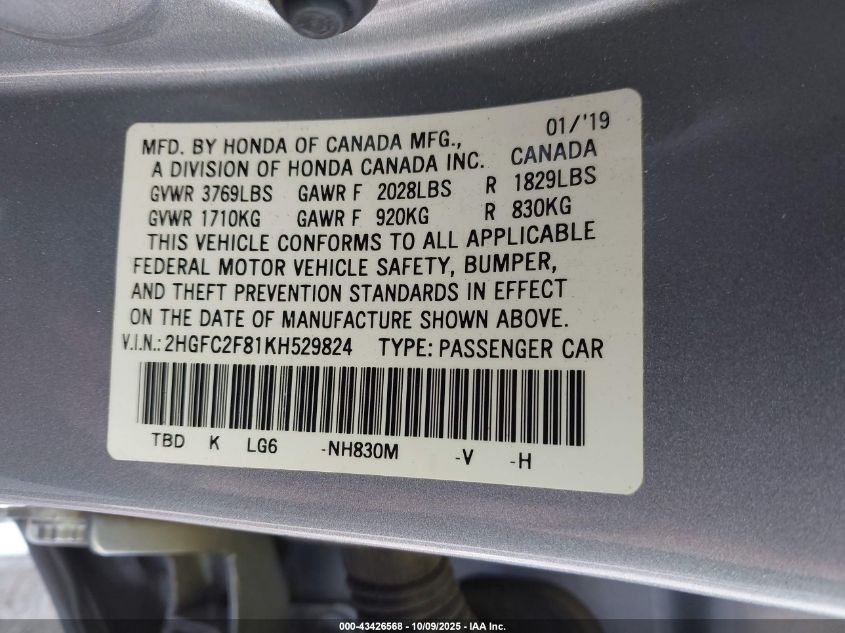 01/'19
MFD. BY HONDA OF CANADA MFG.,
A DIVISION OF HONDA CANADA INC. CANADA
GVWR 3769LBS GAWR F 2028LBS R 1829LBS
GVWR 1710KG GAWR F 920KG R 830KG
THIS VEHICLE CONFORMS TO ALL APPLICABLE
FEDERAL MOTOR VEHICLE SAFETY, BUMPER,
AND THEFT PREVENTION STANDARDS IN EFFECT
ON THE DATE OF MANUFACTURE SHOWN ABOVE.
V.I.N.: 2HGFC2F81KH529824 TYPE: PASSENGER CAR
TBD K LG6 -NH830M -V -H
000-43426568 - 10/09/2025 - IAA Inc.